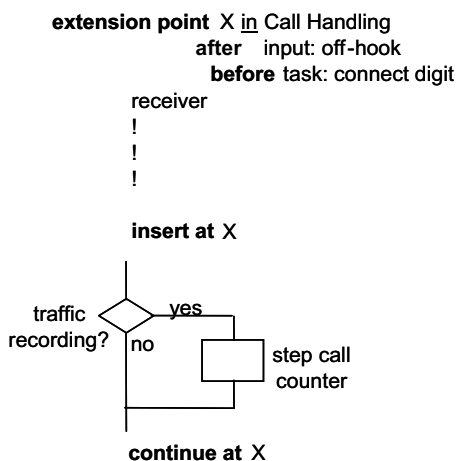 extension point X in Call Handling
after input: off-hook
before task: connect digit
receiver
!
!
!
insert at X
traffic
recording?
yes
no
step call
counter
continue at X